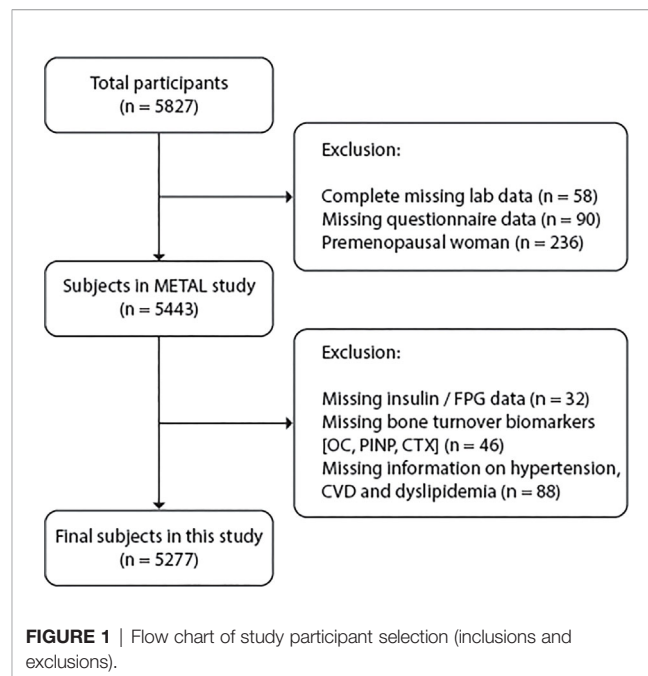 Total participants
(n = 5827)
Exclusion:
Complete missing lab data (n = 58)
Missing questionnaire data (n = 90)
Premenopausal woman (n = 236)
Subjects in METAL study
(n = 5443)
Exclusion:
Missing insulin / FPG data (n = 32)
Missing bone turnover biomarkers
[OC, PINP, CTX] (n = 46)
Missing information on hypertension,
CVD and dyslipidemia (n = 88)
Final subjects in this study
(n = 5277)
FIGURE 1 | Flow chart of study participant selection (inclusions and
exclusions).